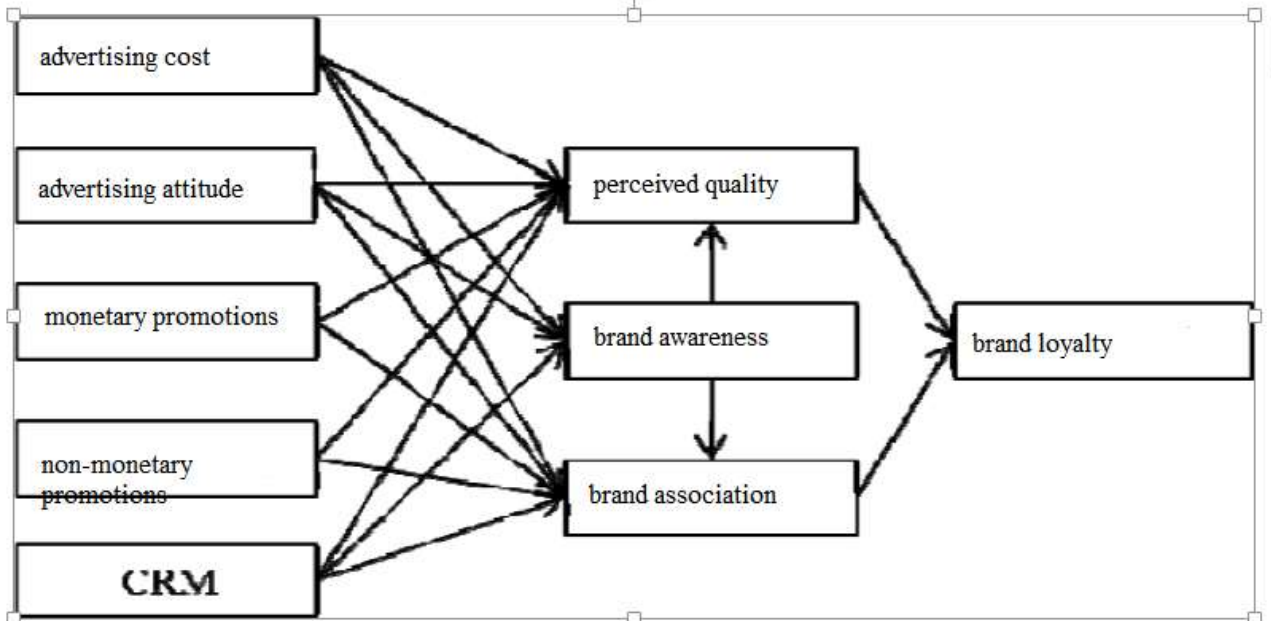 advertising cost
advertising attitude
monetary promotions
non-monetary
promotions
CRM
perceived quality
brand awareness
brand association
brand loyalty